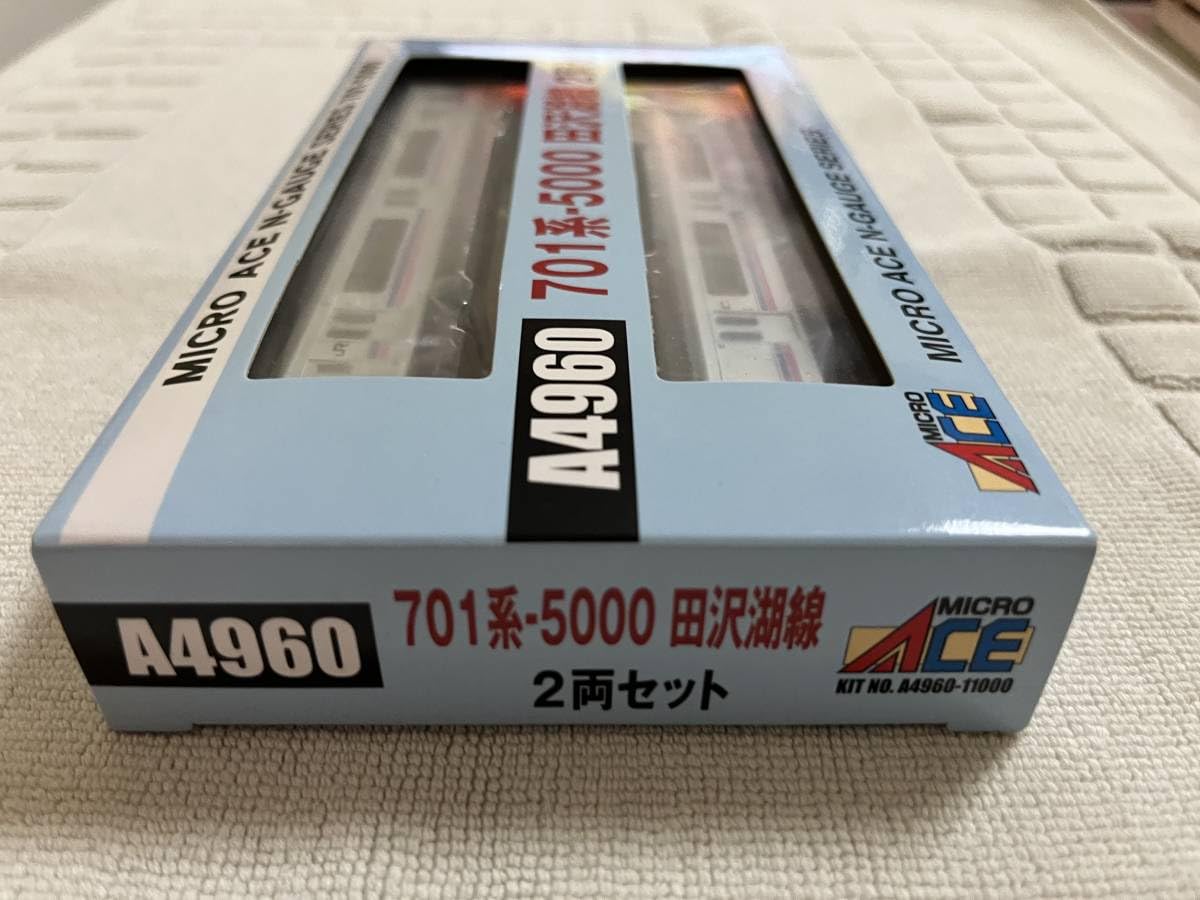 MICRO ACE N-GAUGE SERIES
701系-5000 田沢湖線
A4960
MICRO ACE N-GAUGE SERIES
MICRO ACE
JR
A4960
701系-5000 田沢湖線
2両セット
MICRO ACE
KIT NO. A4960-11000